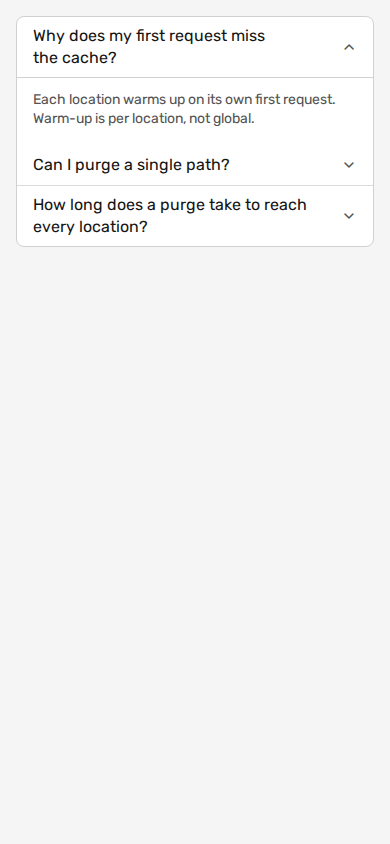 Why does my first request miss
the cache?
Each location warms up on its own first request.
Warm-up is per location, not global.
Can I purge a single path?
How long does a purge take to reach
every location?